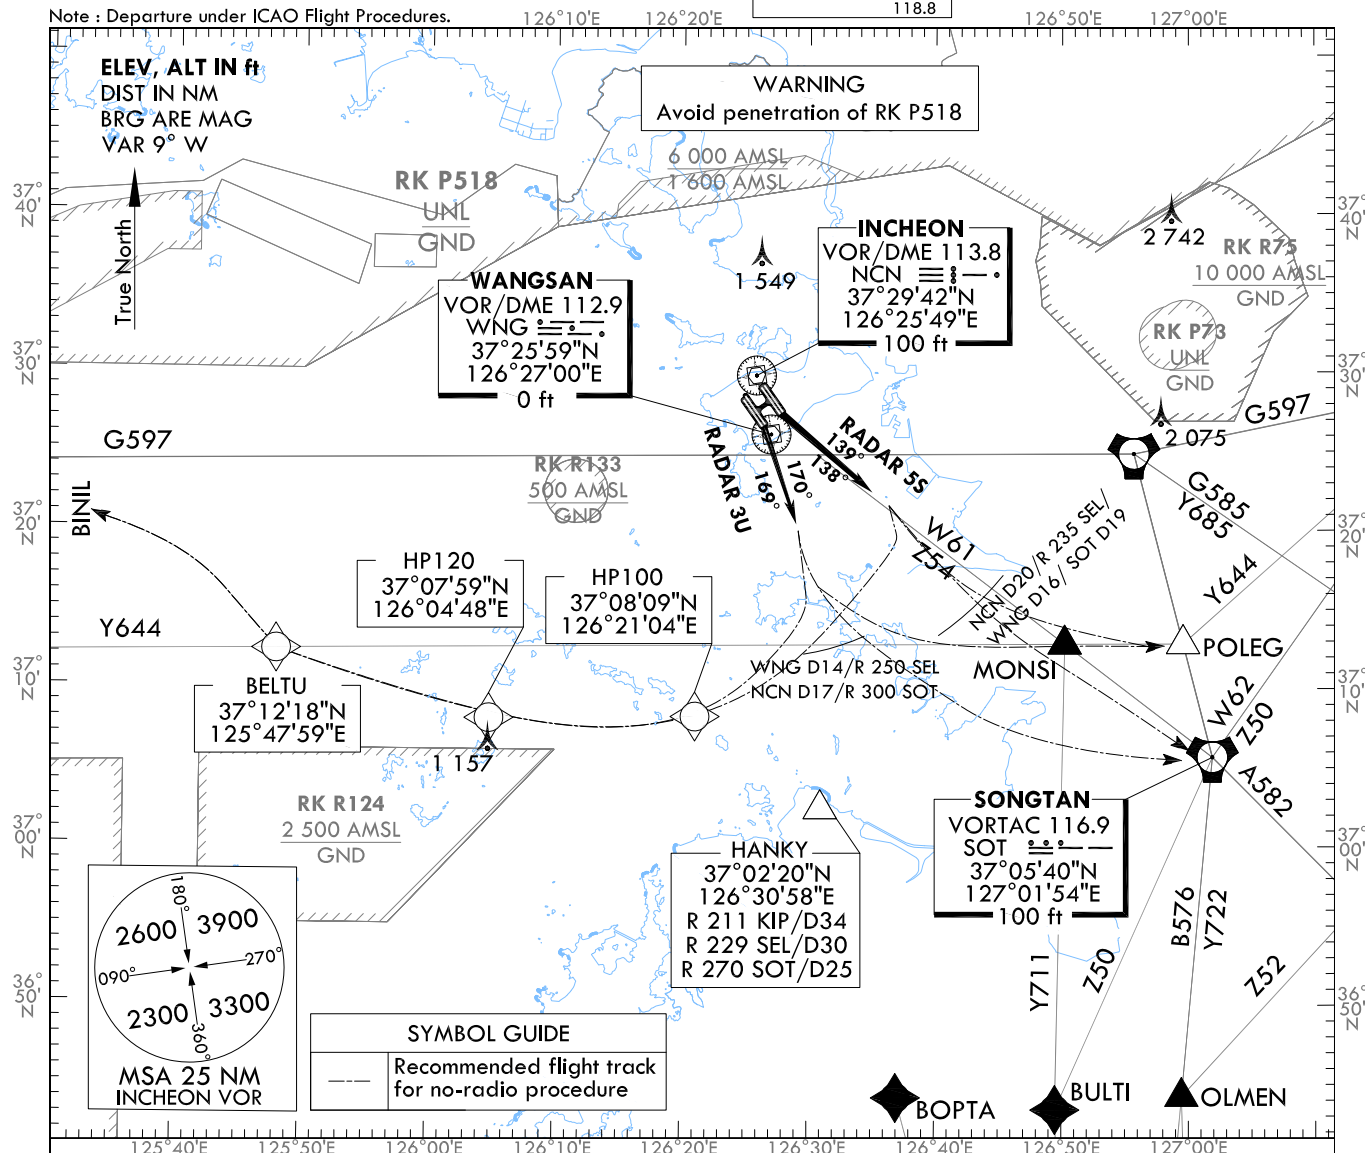 118.8
Note : Departure under ICAO Flight Procedures.
126°10'E
126°20'E
126°50'E
127°00'E
ELEV, ALT IN ft
DIST IN NM
BRG ARE MAG
VAR 9° W
True North
WARNING
Avoid penetration of RK P518
6 000 AMSL
1 600 AMSL
RK P518
UNL
GND
37°
40'
N
37°
40'
N
2 742
RK R75
10 000 AMSL
GND
INCHEON
VOR/DME 113.8
NCN
37°29'42"N
126°25'49"E
100 ft
1 549
WANGSAN
VOR/DME 112.9
WNG
37°25'59"N
126°27'00"E
0 ft
RK P73
UNL
GND
37°
30'
N
37°
30'
N
2 075
G597
G597
RK R133
500 AMSL
GND
RADAR 3U
169°
170°
RADAR 5S
139°
138°
G585
Y685
BINIL
37°
20'
N
37°
20'
N
W61
Z54
NCN D20/R 235 SEL/
WNG D16/ SOT D19
Y644
HP120
37°07'59"N
126°04'48"E
HP100
37°08'09"N
126°21'04"E
Y644
POLEG
MONSI
WNG D14/R 250 SEL
NCN D17/R 300 SOT
37°
10'
N
37°
10'
N
BELTU
37°12'18"N
125°47'59"E
W62
Z50
A582
1 157
RK R124
2 500 AMSL
GND
SONGTAN
VORTAC 116.9
SOT
37°05'40"N
127°01'54"E
100 ft
37°
00'
N
37°
00'
N
HANKY
37°02'20"N
126°30'58"E
R 211 KIP/D34
R 229 SEL/D30
R 270 SOT/D25
180°
2600
3900
090°
270°
2300
3300
360°
MSA 25 NM
INCHEON VOR
B576
Y722
Y711
Z50
Z52
36°
50'
N
36°
50'
N
SYMBOL GUIDE
Recommended flight track
for no-radio procedure
BOPTA
BULTI
OLMEN
125°40'E
125°50'E
126°00'E
126°10'E
126°20'E
126°30'E
126°40'E
126°50'E
127°00'E